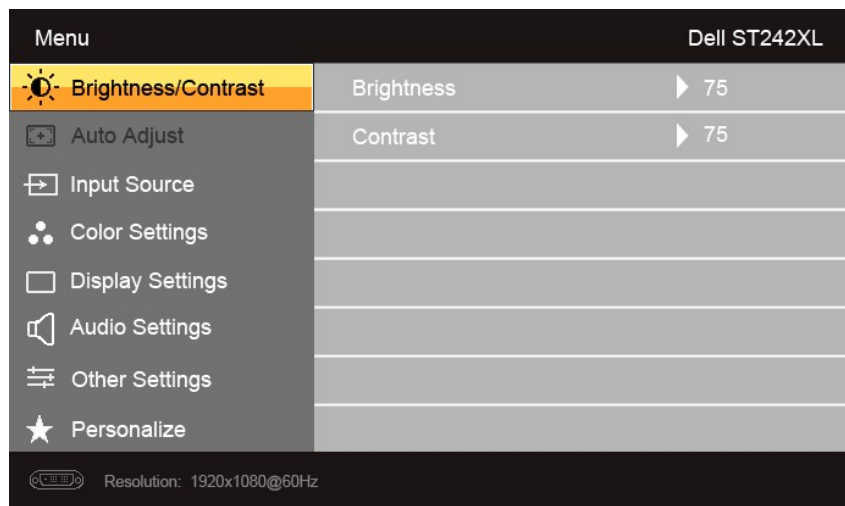 Menu Dell ST242XL
Brightness/Contrast Brightness 75
Auto Adjust Contrast 75
Input Source
Color Settings
Display Settings
Audio Settings
Other Settings
Personalize
Resolution: 1920x1080@60Hz